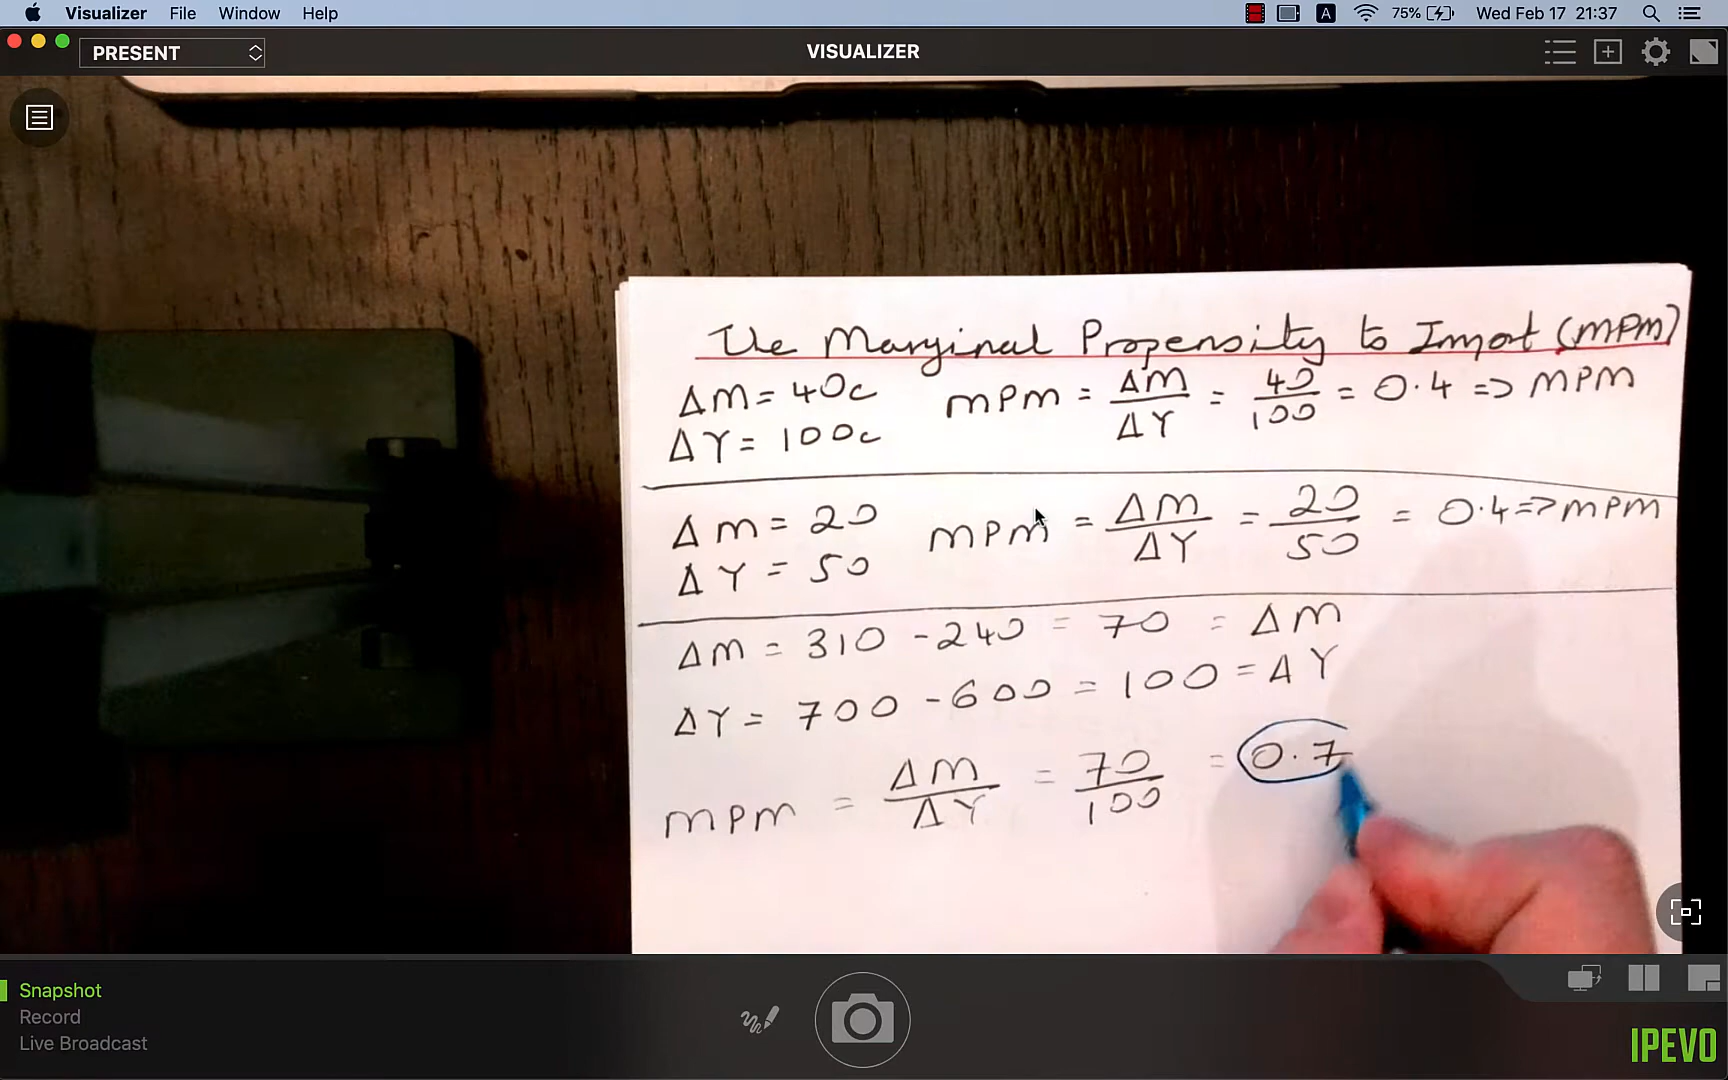 Visualizer File Window Help A 75% Wed Feb 17 21:37
PRESENT VISUALIZER
The Marginal Propensity to Import (MPM)
ΔM = 40c MPM = ΔM/ΔY = 40/100 = 0.4 => MPM
ΔY = 100c
Δm = 20 MPM = ΔM/ΔY = 20/50 = 0.4 => MPM
ΔY = 50
ΔM = 310 - 240 = 70 = ΔM
ΔY = 700 - 600 = 100 = ΔY
MPM = ΔM/ΔY = 70/100 = 0.7
Snapshot
Record
Live Broadcast
IPEVO